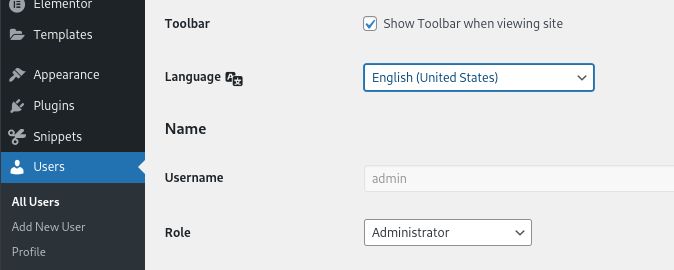 Elementor
Templates
Appearance
Plugins
Snippets
Users
All Users
Add New User
Profile
Toolbar
Show Toolbar when viewing site
Language
English (United States)
Name
Username
admin
Role
Administrator